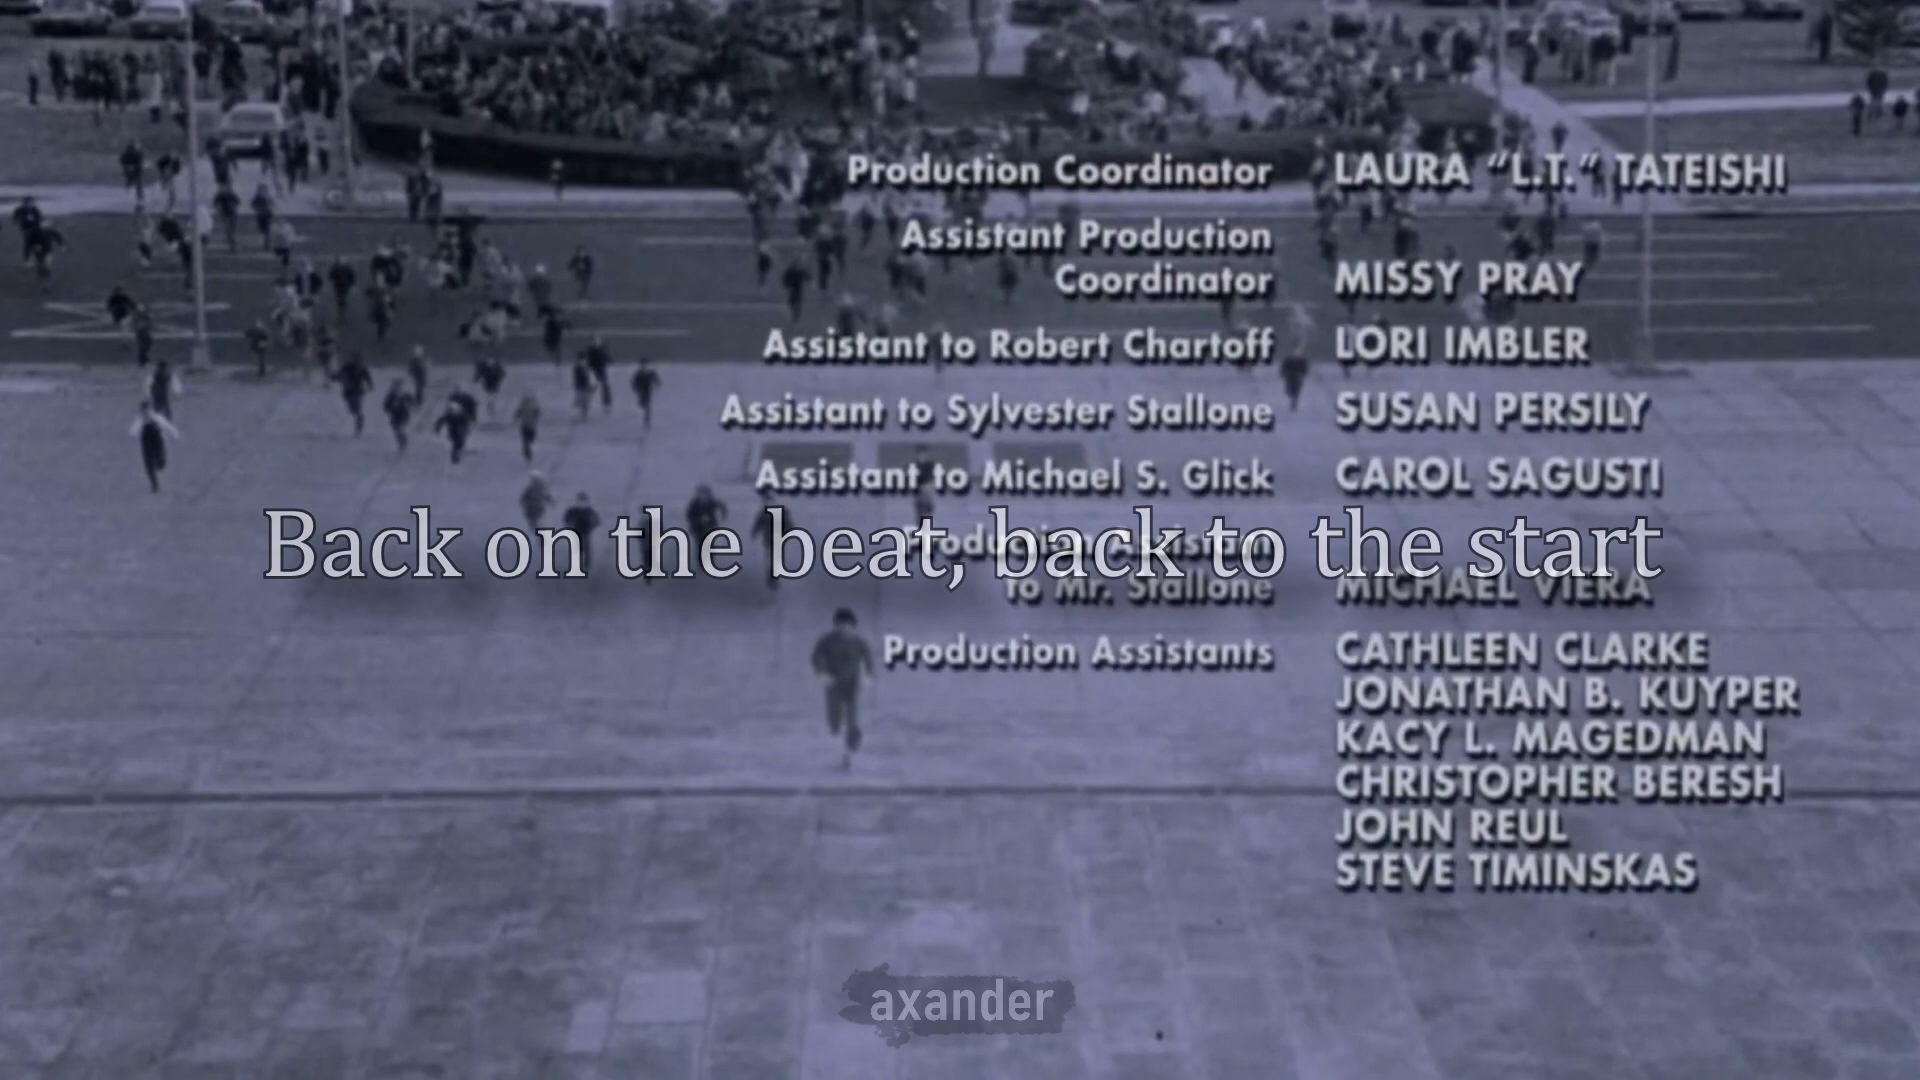 Production Coordinator LAURA “L.T.“ TATEISHI
Assistant Production
Coordinator MISSY PRAY
Assistant to Robert Chartoff LORI IMBLER
Assistant to Sylvester Stallone SUSAN PERSILY
Assistant to Michael S. Glick CAROL SAGUSTI
Back on the beat, back to the start
Production Assistant
to Mr. Stallone MICHAEL VIERA
Production Assistants CATHLEEN CLARKE
JONATHAN B. KUYPER
KACY L. MAGEDMAN
CHRISTOPHER BERESH
JOHN REUL
STEVE TIMINSKAS
axander